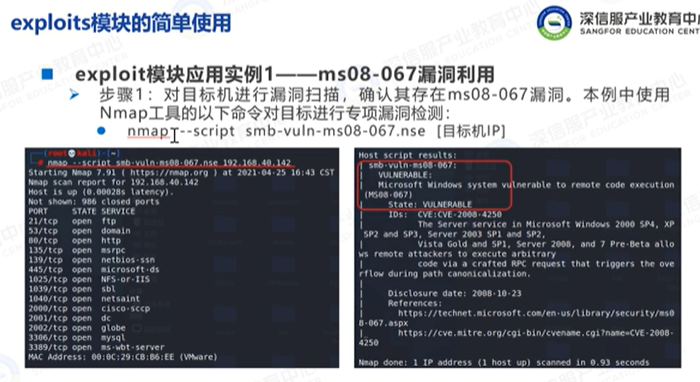 exploits模块的简单使用
深信服产业教育中心
SANGFOR EDUCATION CENT
exploit模块应用实例1——ms08-067漏洞利用
步骤1：对目标机进行漏洞扫描，确认其存在ms08-067漏洞。本例中使用
Nmap工具的以下命令对目标进行专项漏洞检测：
nmap --script smb-vuln-ms08-067.nse [目标机IP]
(root💀kali)-[~]
# nmap --script smb-vuln-ms08-067.nse 192.168.40.142
Starting Nmap 7.91 ( https://nmap.org ) at 2021-04-25 16:43 CST
Nmap scan report for 192.168.40.142
Host is up (0.00028s latency).
Not shown: 986 closed ports
PORT STATE SERVICE
21/tcp open ftp
53/tcp open domain
80/tcp open http
135/tcp open msrpc
139/tcp open netbios-ssn
445/tcp open microsoft-ds
1025/tcp open NFS-or-IIS
1039/tcp open sbl
1040/tcp open netsaint
2000/tcp open cisco-sccp
2001/tcp open dc
2002/tcp open globe
3306/tcp open mysql
3389/tcp open ms-wbt-server
MAC Address: 00:0C:29:CB:B6:EE (VMware)
Host script results:
| smb-vuln-ms08-067:
| VULNERABLE:
| Microsoft Windows system vulnerable to remote code execution
(MS08-067)
| State: VULNERABLE
| IDs: CVE:CVE-2008-4250
| The Server service in Microsoft Windows 2000 SP4, XP
SP2 and SP3, Server 2003 SP1 and SP2,
| Vista Gold and SP1, Server 2008, and 7 Pre-Beta allo
ws remote attackers to execute arbitrary
| code via a crafted RPC request that triggers the ove
rflow during path canonicalization.
|
| Disclosure date: 2008-10-23
| References:
| https://technet.microsoft.com/en-us/library/security/ms0
8-067.aspx
| https://cve.mitre.org/cgi-bin/cvename.cgi?name=CVE-2008-
4250
Nmap done: 1 IP address (1 host up) scanned in 0.93 seconds